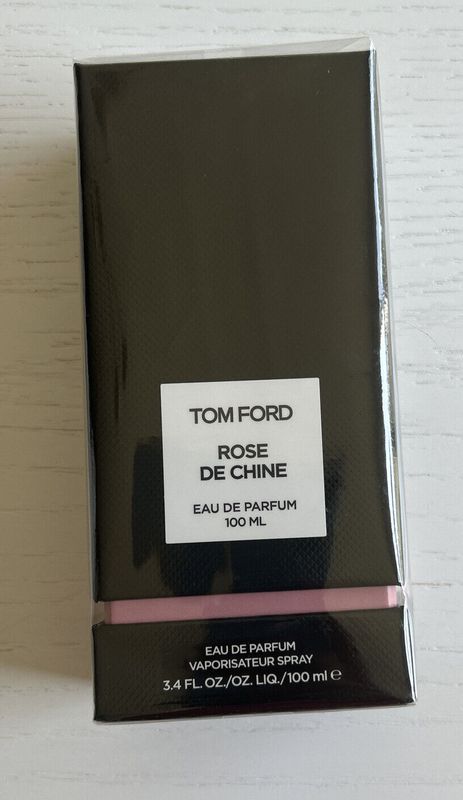 TOM FORD
ROSE
DE CHINE
EAU DE PARFUM
100 ML
EAU DE PARFUM
VAPORISATEUR SPRAY
3.4 FL. OZ./OZ. LIQ./100 ml ℮